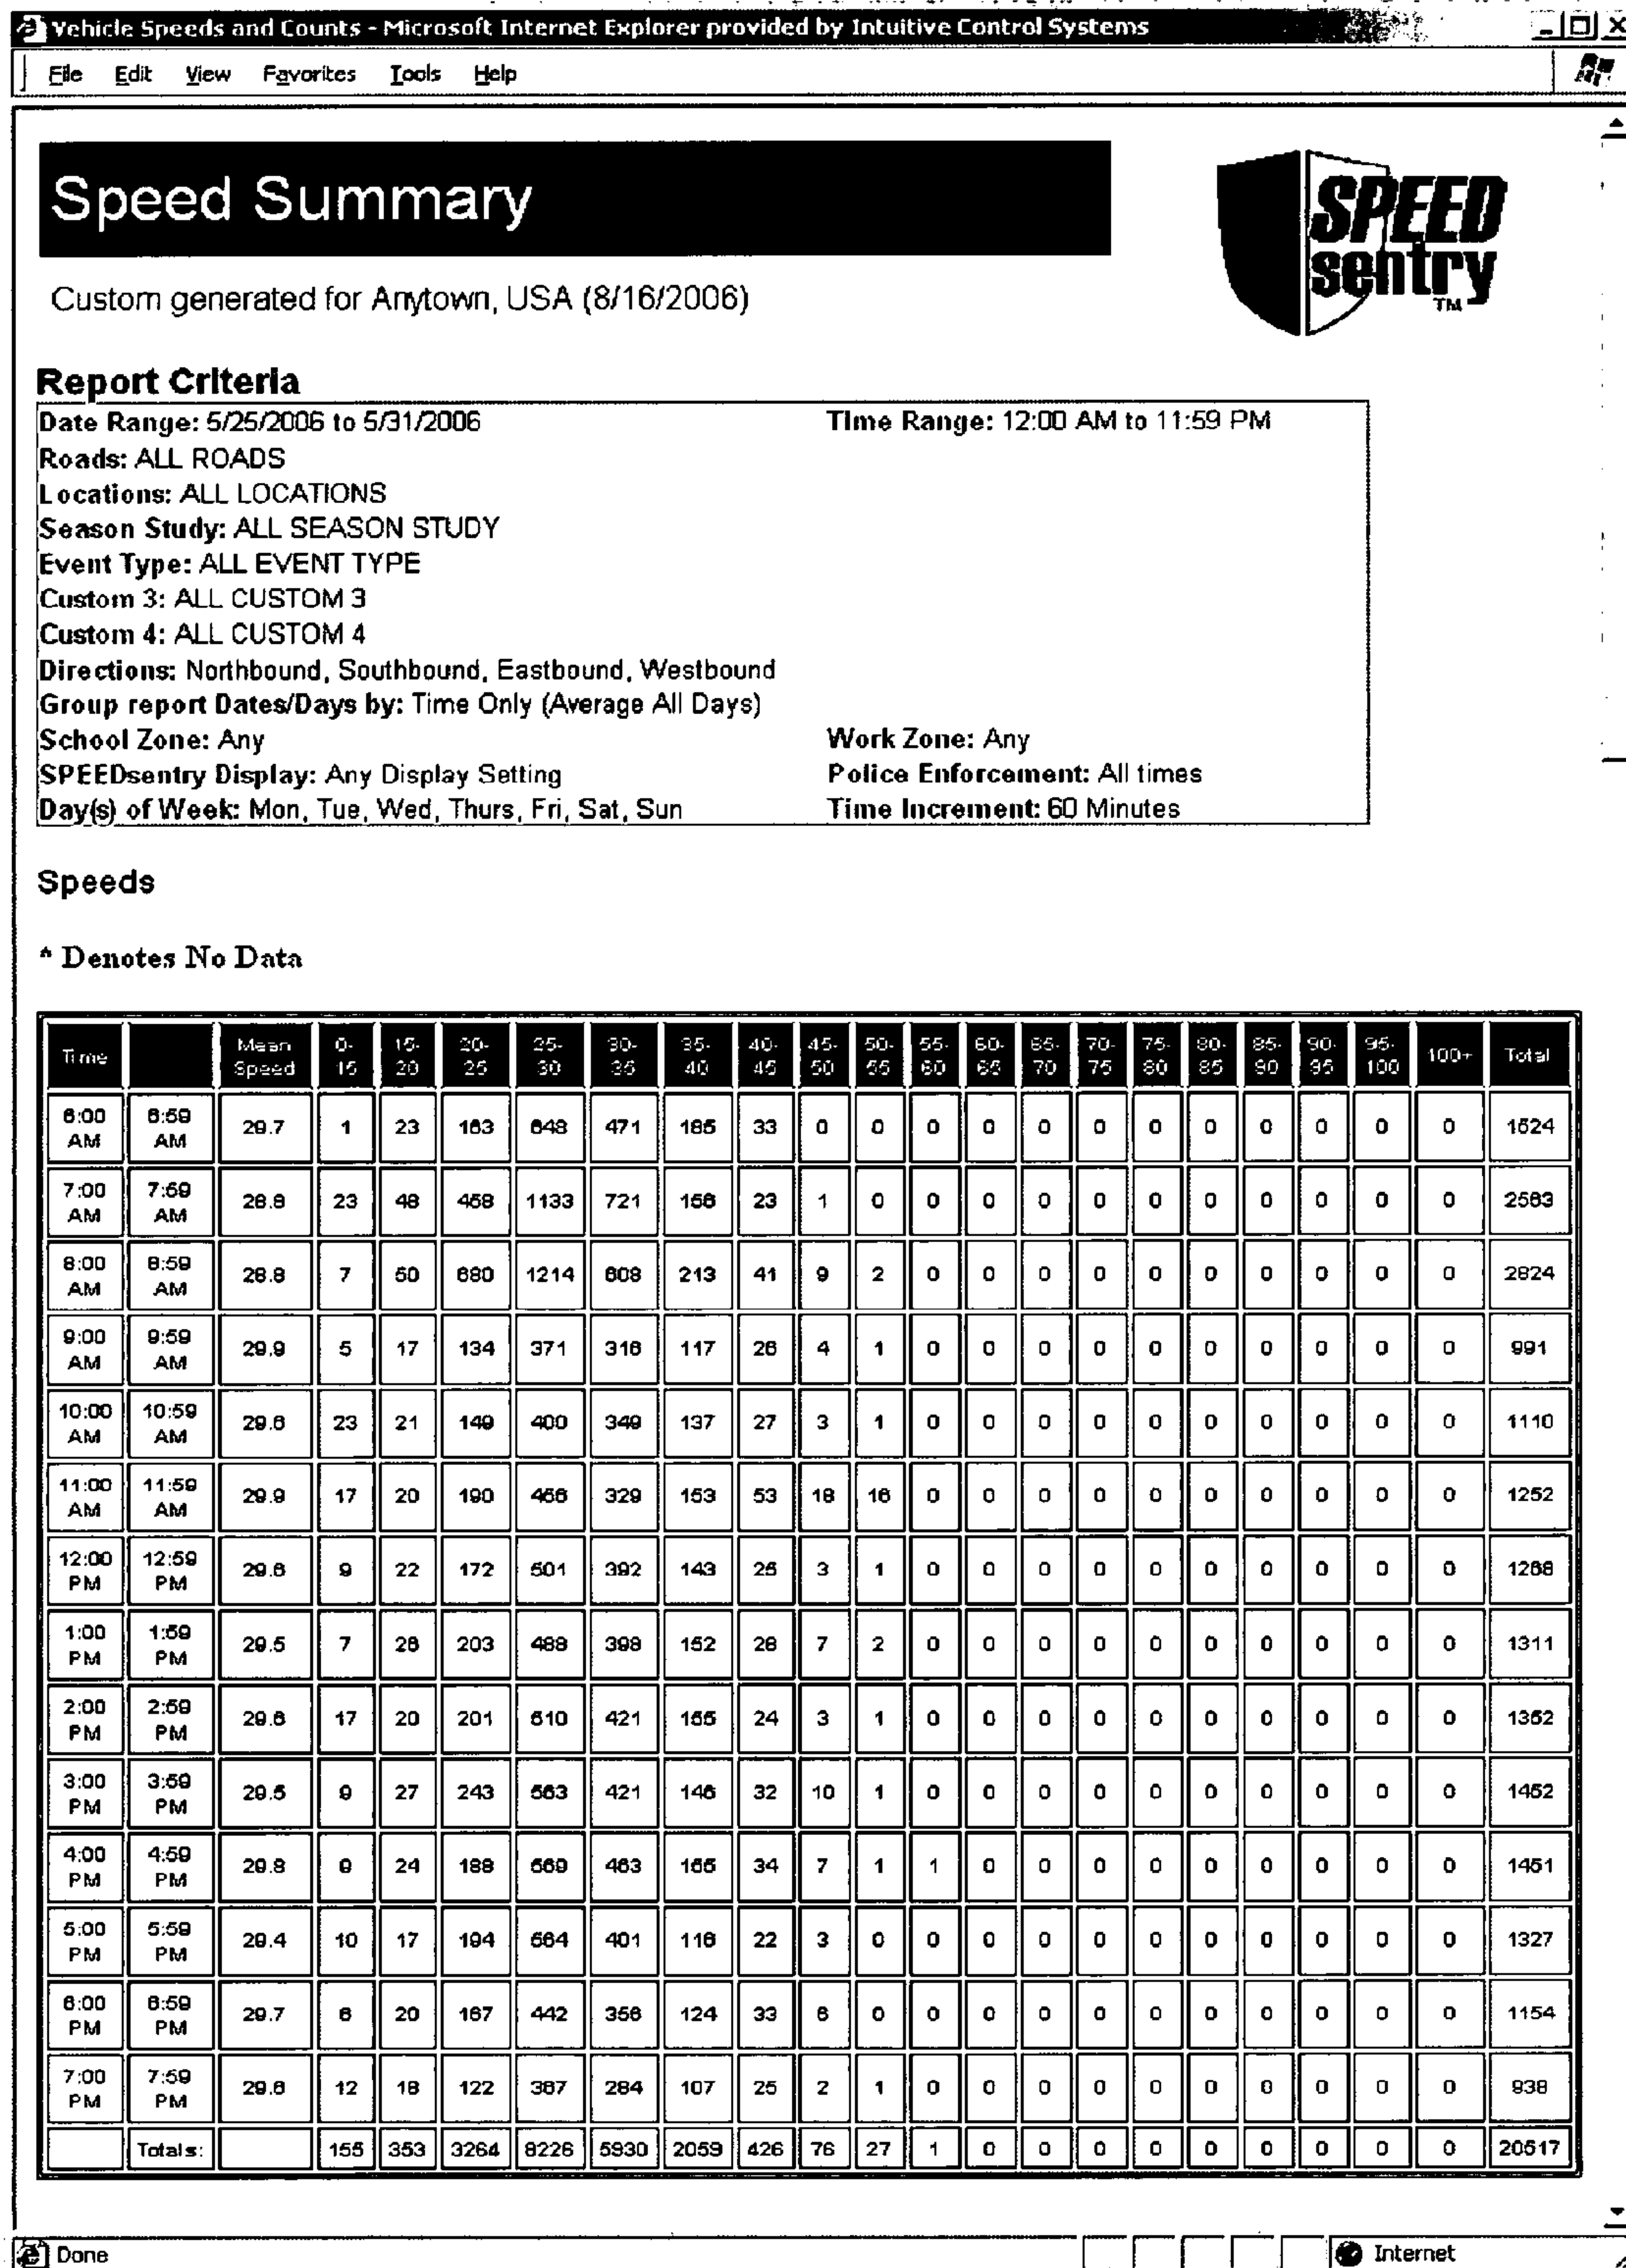 Vehicle Speeds and Counts - Microsoft Internet Explorer provided by Intuitive Control Systems
File Edit View Favorites Tools Help
Speed Summary
SPEED
sentry
TM
Custom generated for Anytown, USA (8/16/2006)
Report Criteria
Date Range: 5/25/2006 to 5/31/2006 Time Range: 12:00 AM to 11:59 PM
Roads: ALL ROADS
Locations: ALL LOCATIONS
Season Study: ALL SEASON STUDY
Event Type: ALL EVENT TYPE
Custom 3: ALL CUSTOM 3
Custom 4: ALL CUSTOM 4
Directions: Northbound, Southbound, Eastbound, Westbound
Group report Dates/Days by: Time Only (Average All Days)
School Zone: Any Work Zone: Any
SPEEDsentry Display: Any Display Setting Police Enforcement: All times
Day(s) of Week: Mon, Tue, Wed, Thurs, Fri, Sat, Sun Time Increment: 60 Minutes
Speeds
* Denotes No Data
Time Mean Speed 0-15 15-20 20-25 25-30 30-35 35-40 40-45 45-50 50-55 55-60 60-65 65-70 70-75 75-80 80-85 85-90 90-95 95-100 100+ Total
6:00 AM 6:59 AM 29.7 1 23 163 648 471 185 33 0 0 0 0 0 0 0 0 0 0 0 0 1524
7:00 AM 7:59 AM 28.8 23 48 458 1133 721 156 23 1 0 0 0 0 0 0 0 0 0 0 0 2563
8:00 AM 8:59 AM 28.8 7 50 680 1214 608 213 41 9 2 0 0 0 0 0 0 0 0 0 0 2824
9:00 AM 9:59 AM 29.9 5 17 134 371 316 117 26 4 1 0 0 0 0 0 0 0 0 0 0 991
10:00 AM 10:59 AM 29.6 23 21 149 400 349 137 27 3 1 0 0 0 0 0 0 0 0 0 0 1110
11:00 AM 11:59 AM 29.9 17 20 190 456 329 153 53 18 16 0 0 0 0 0 0 0 0 0 0 1252
12:00 PM 12:59 PM 29.6 9 22 172 501 392 143 25 3 1 0 0 0 0 0 0 0 0 0 0 1268
1:00 PM 1:59 PM 29.5 7 26 203 488 398 152 28 7 2 0 0 0 0 0 0 0 0 0 0 1311
2:00 PM 2:59 PM 29.6 17 20 201 510 421 155 24 3 1 0 0 0 0 0 0 0 0 0 0 1352
3:00 PM 3:59 PM 29.5 9 27 243 563 421 146 32 10 1 0 0 0 0 0 0 0 0 0 0 1452
4:00 PM 4:59 PM 29.8 9 24 188 569 463 155 34 7 1 1 0 0 0 0 0 0 0 0 0 1451
5:00 PM 5:59 PM 29.4 10 17 194 564 401 116 22 3 0 0 0 0 0 0 0 0 0 0 0 1327
6:00 PM 6:59 PM 29.7 6 20 167 442 356 124 33 6 0 0 0 0 0 0 0 0 0 0 0 1154
7:00 PM 7:59 PM 29.6 12 18 122 367 284 107 25 2 1 0 0 0 0 0 0 0 0 0 0 938
Totals: 155 353 3264 8226 5930 2059 426 76 27 1 0 0 0 0 0 0 0 0 0 20517
Done Internet